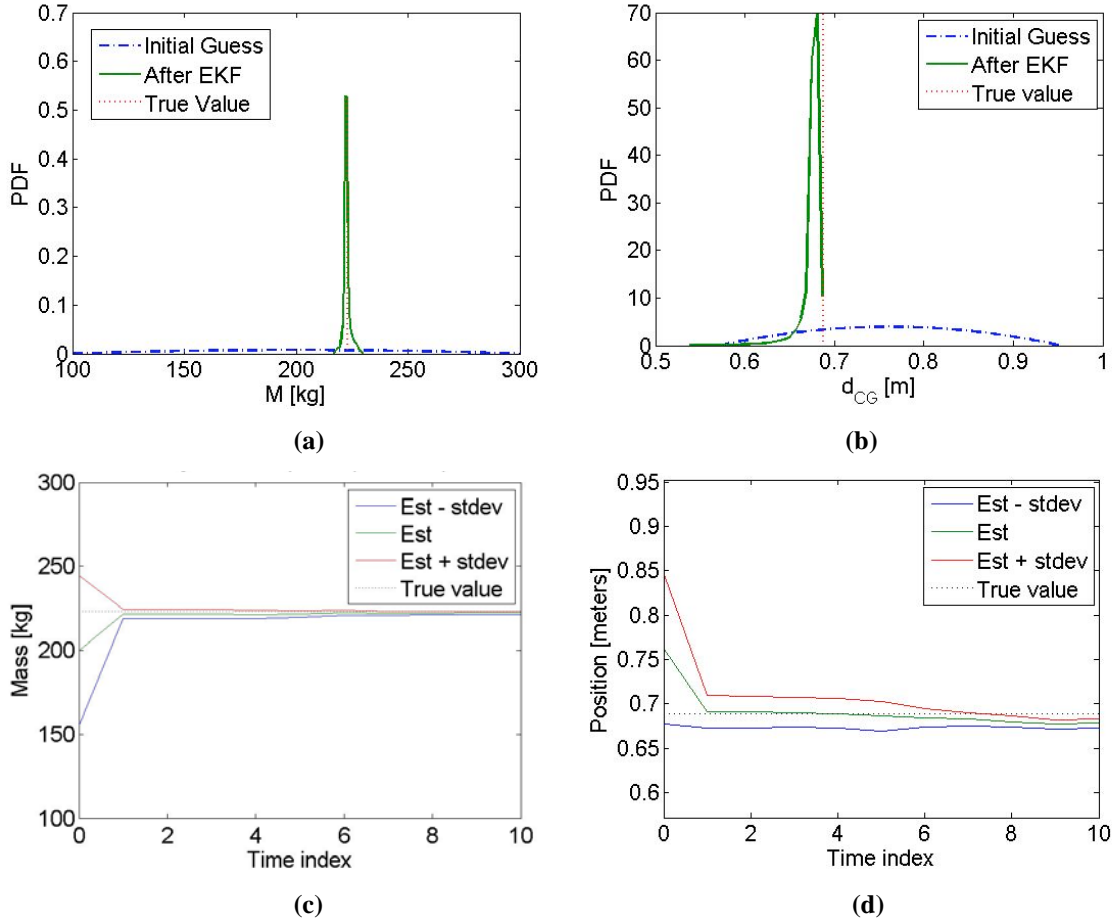 0.7
0.6
0.5
0.4
0.3
0.2
0.1
0
PDF
Initial Guess
After EKF
True Value
100 150 200 250 300
M [kg]
(a)
70
60
50
40
30
20
10
0
PDF
Initial Guess
After EKF
True value
0.5 0.6 0.7 0.8 0.9 1
d_CG [m]
(b)
300
250
200
150
100
Mass [kg]
Est - stdev
Est
Est + stdev
True value
0 2 4 6 8 10
Time index
(c)
0.95
0.9
0.85
0.8
0.75
0.7
0.65
0.6
Position [meters]
Est - stdev
Est
Est + stdev
True value
0 2 4 6 8 10
Time index
(d)